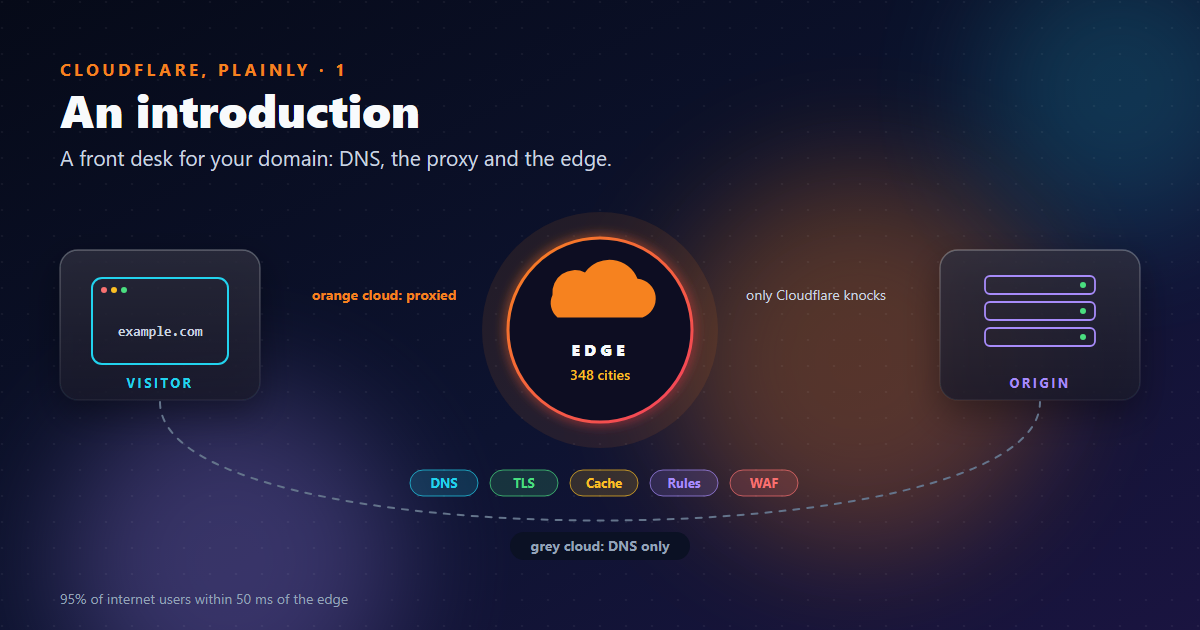 CLOUDFLARE, PLAINLY · 1
An introduction
A front desk for your domain: DNS, the proxy and the edge.
orange cloud: proxied
only Cloudflare knocks
example.com
VISITOR
EDGE
348 cities
ORIGIN
DNS
TLS
Cache
Rules
WAF
grey cloud: DNS only
95% of internet users within 50 ms of the edge